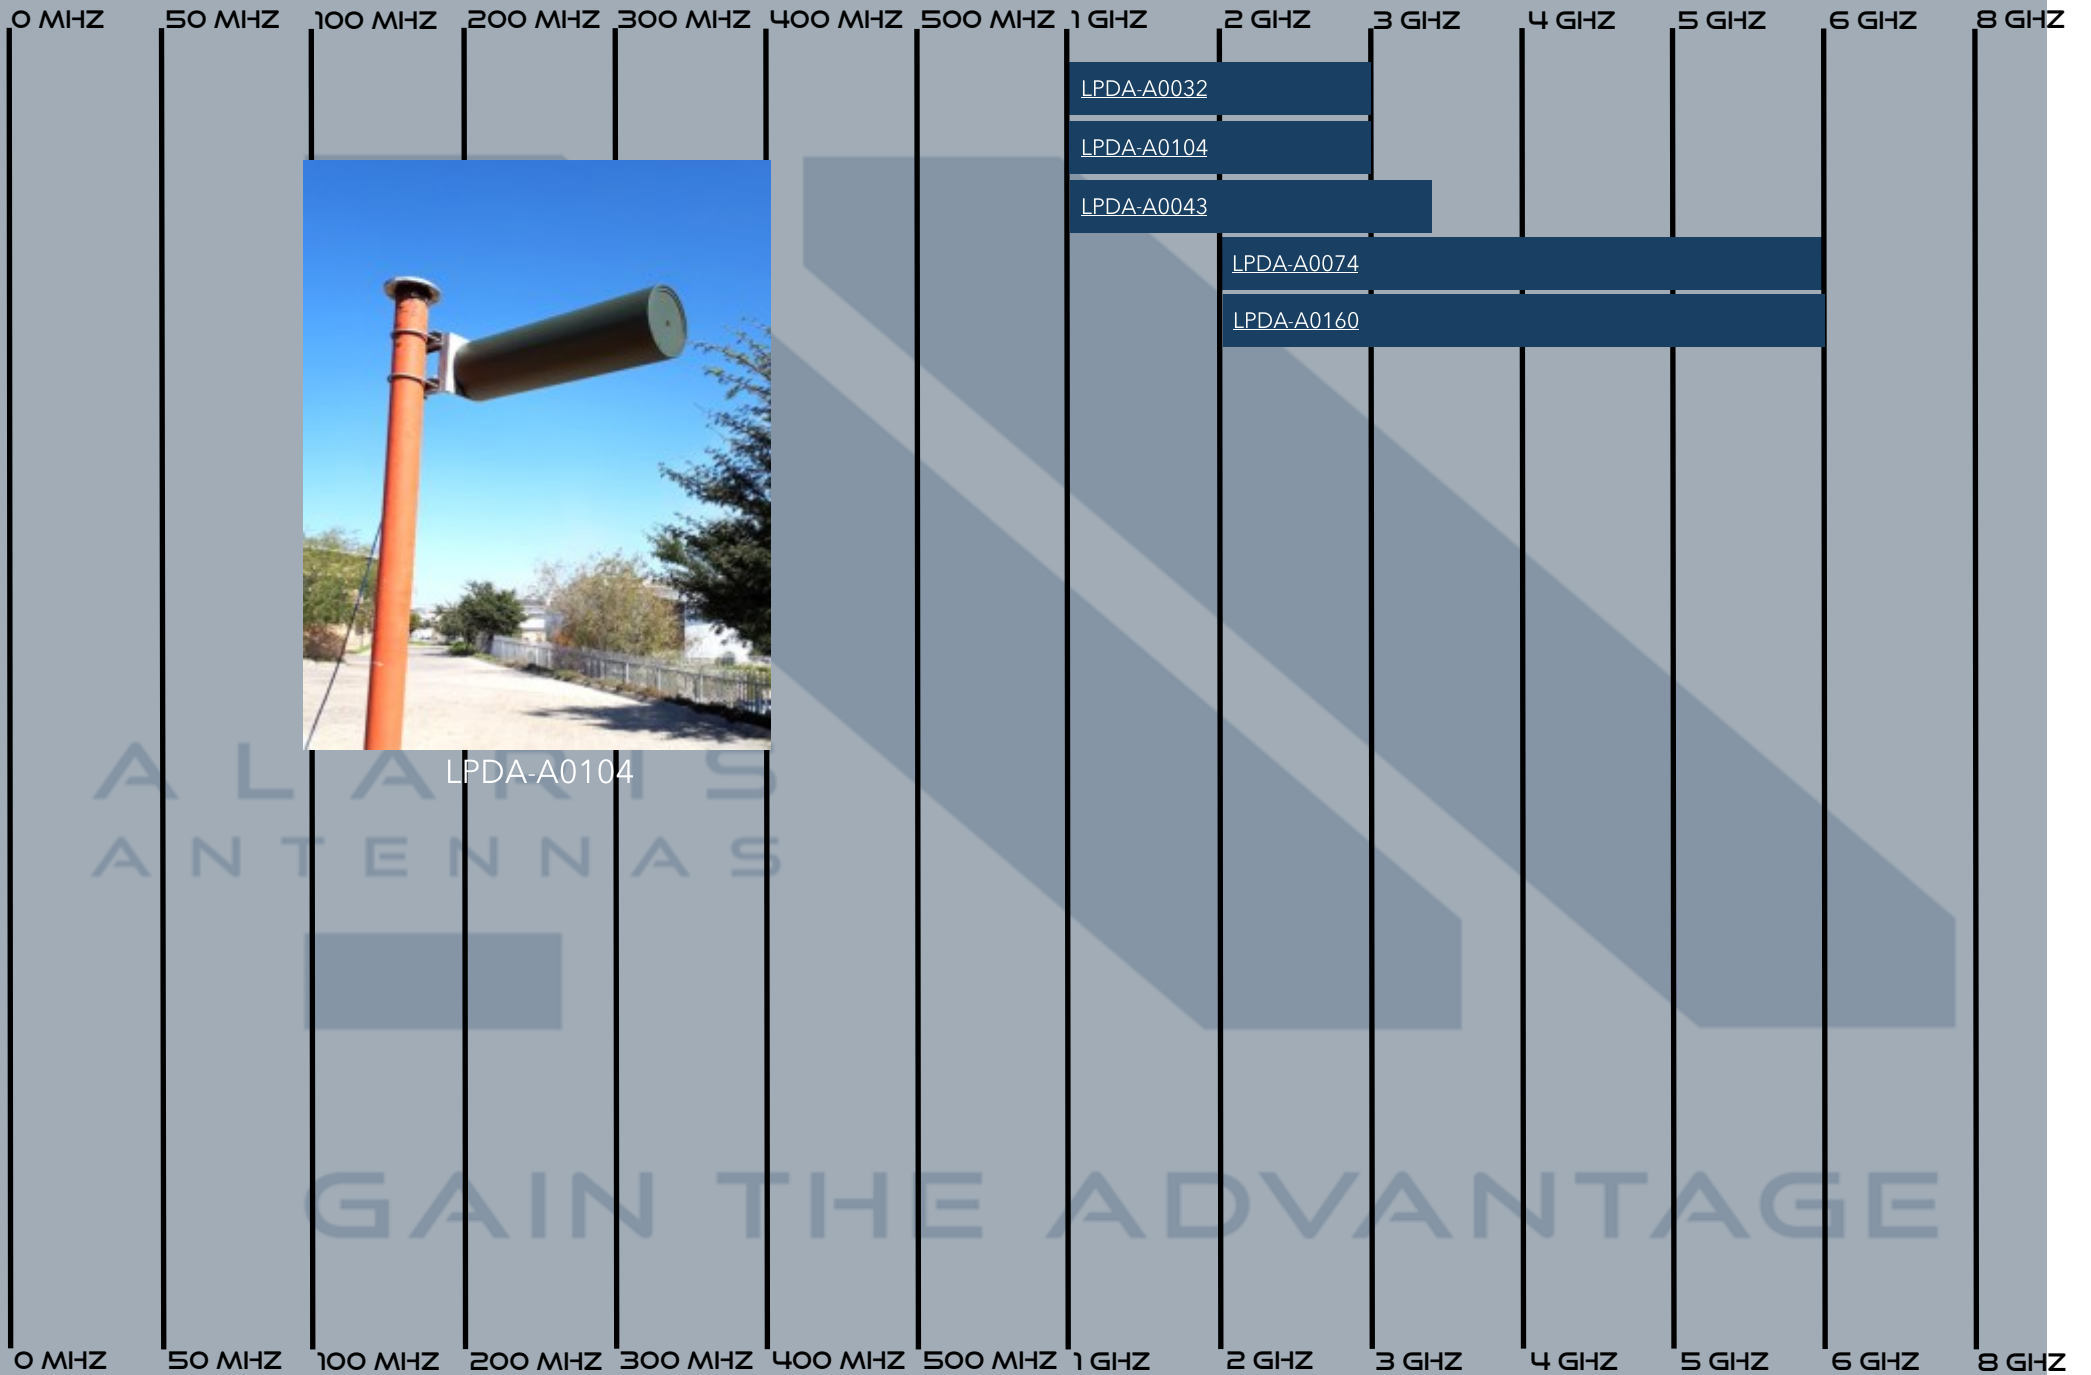 0 MHZ 50 MHZ 100 MHZ 200 MHZ 300 MHZ 400 MHZ 500 MHZ 1 GHZ 2 GHZ 3 GHZ 4 GHZ 5 GHZ 6 GHZ 8 GHZ
LPDA-A0032
LPDA-A0104
LPDA-A0043
LPDA-A0074
LPDA-A0160
LPDA-A0104
ALARIS
ANTENNAS
GAIN THE ADVANTAGE
0 MHZ 50 MHZ 100 MHZ 200 MHZ 300 MHZ 400 MHZ 500 MHZ 1 GHZ 2 GHZ 3 GHZ 4 GHZ 5 GHZ 6 GHZ 8 GHZ